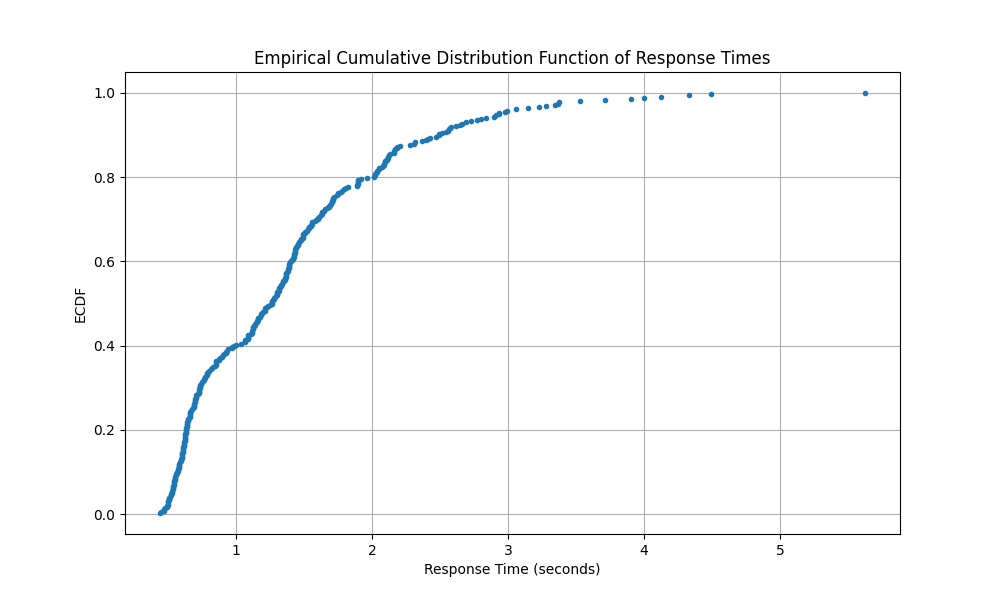 Empirical Cumulative Distribution Function of Response Times
1.0
0.8
0.6
0.4
0.2
0.0
ECDF
1 2 3 4 5
Response Time (seconds)